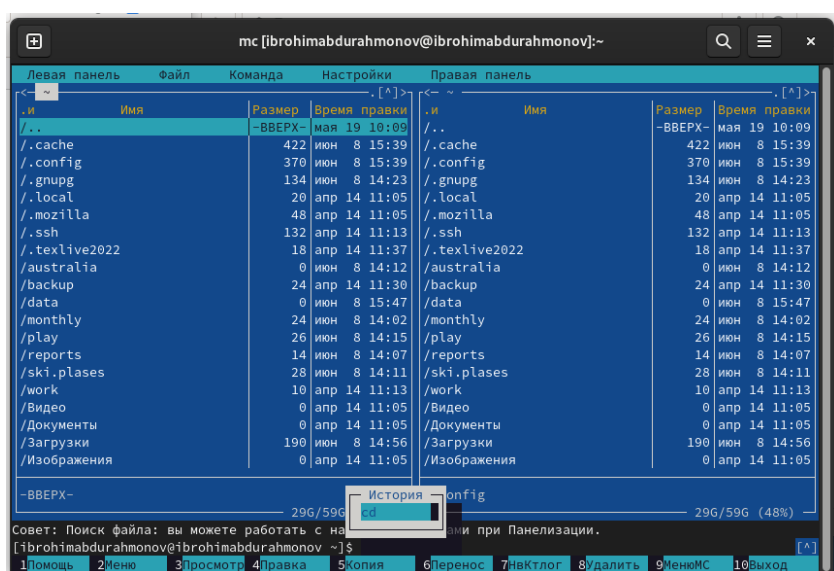 mc [ibrohimabdurahmonov@ibrohimabdurahmonov]:~
Левая панель Файл Команда Настройки Правая панель
<— ~ .[^]> <— ~ .[^]>
.и Имя Размер Время правки .и Имя Размер Время правки
/.. -ВВЕРХ- мая 19 10:09 /.. -ВВЕРХ- мая 19 10:09
/.cache 422 июн 8 15:39 /.cache 422 июн 8 15:39
/.config 370 июн 8 15:39 /.config 370 июн 8 15:39
/.gnupg 134 июн 8 14:23 /.gnupg 134 июн 8 14:23
/.local 20 апр 14 11:05 /.local 20 апр 14 11:05
/.mozilla 48 апр 14 11:05 /.mozilla 48 апр 14 11:05
/.ssh 132 апр 14 11:13 /.ssh 132 апр 14 11:13
/.texlive2022 18 апр 14 11:37 /.texlive2022 18 апр 14 11:37
/australia 0 июн 8 14:12 /australia 0 июн 8 14:12
/backup 24 апр 14 11:30 /backup 24 апр 14 11:30
/data 0 июн 8 15:47 /data 0 июн 8 15:47
/monthly 24 июн 8 14:02 /monthly 24 июн 8 14:02
/play 26 июн 8 14:15 /play 26 июн 8 14:15
/reports 14 июн 8 14:07 /reports 14 июн 8 14:07
/ski.plases 28 июн 8 14:11 /ski.plases 28 июн 8 14:11
/work 10 апр 14 11:13 /work 10 апр 14 11:13
/Видео 0 апр 14 11:05 /Видео 0 апр 14 11:05
/Документы 0 апр 14 11:05 /Документы 0 апр 14 11:05
/Загрузки 190 июн 8 14:56 /Загрузки 190 июн 8 14:56
/Изображения 0 апр 14 11:05 /Изображения 0 апр 14 11:05
-ВВЕРХ- История onfig
29G/59G cd 29G/59G (48%)
Совет: Поиск файла: вы можете работать с на ами при Панелизации.
[ibrohimabdurahmonov@ibrohimabdurahmonov ~]$ [^]
1Помощь 2Меню 3Просмотр 4Правка 5Копия 6Перенос 7НвКтлог 8Удалить 9МенюМС 10Выход